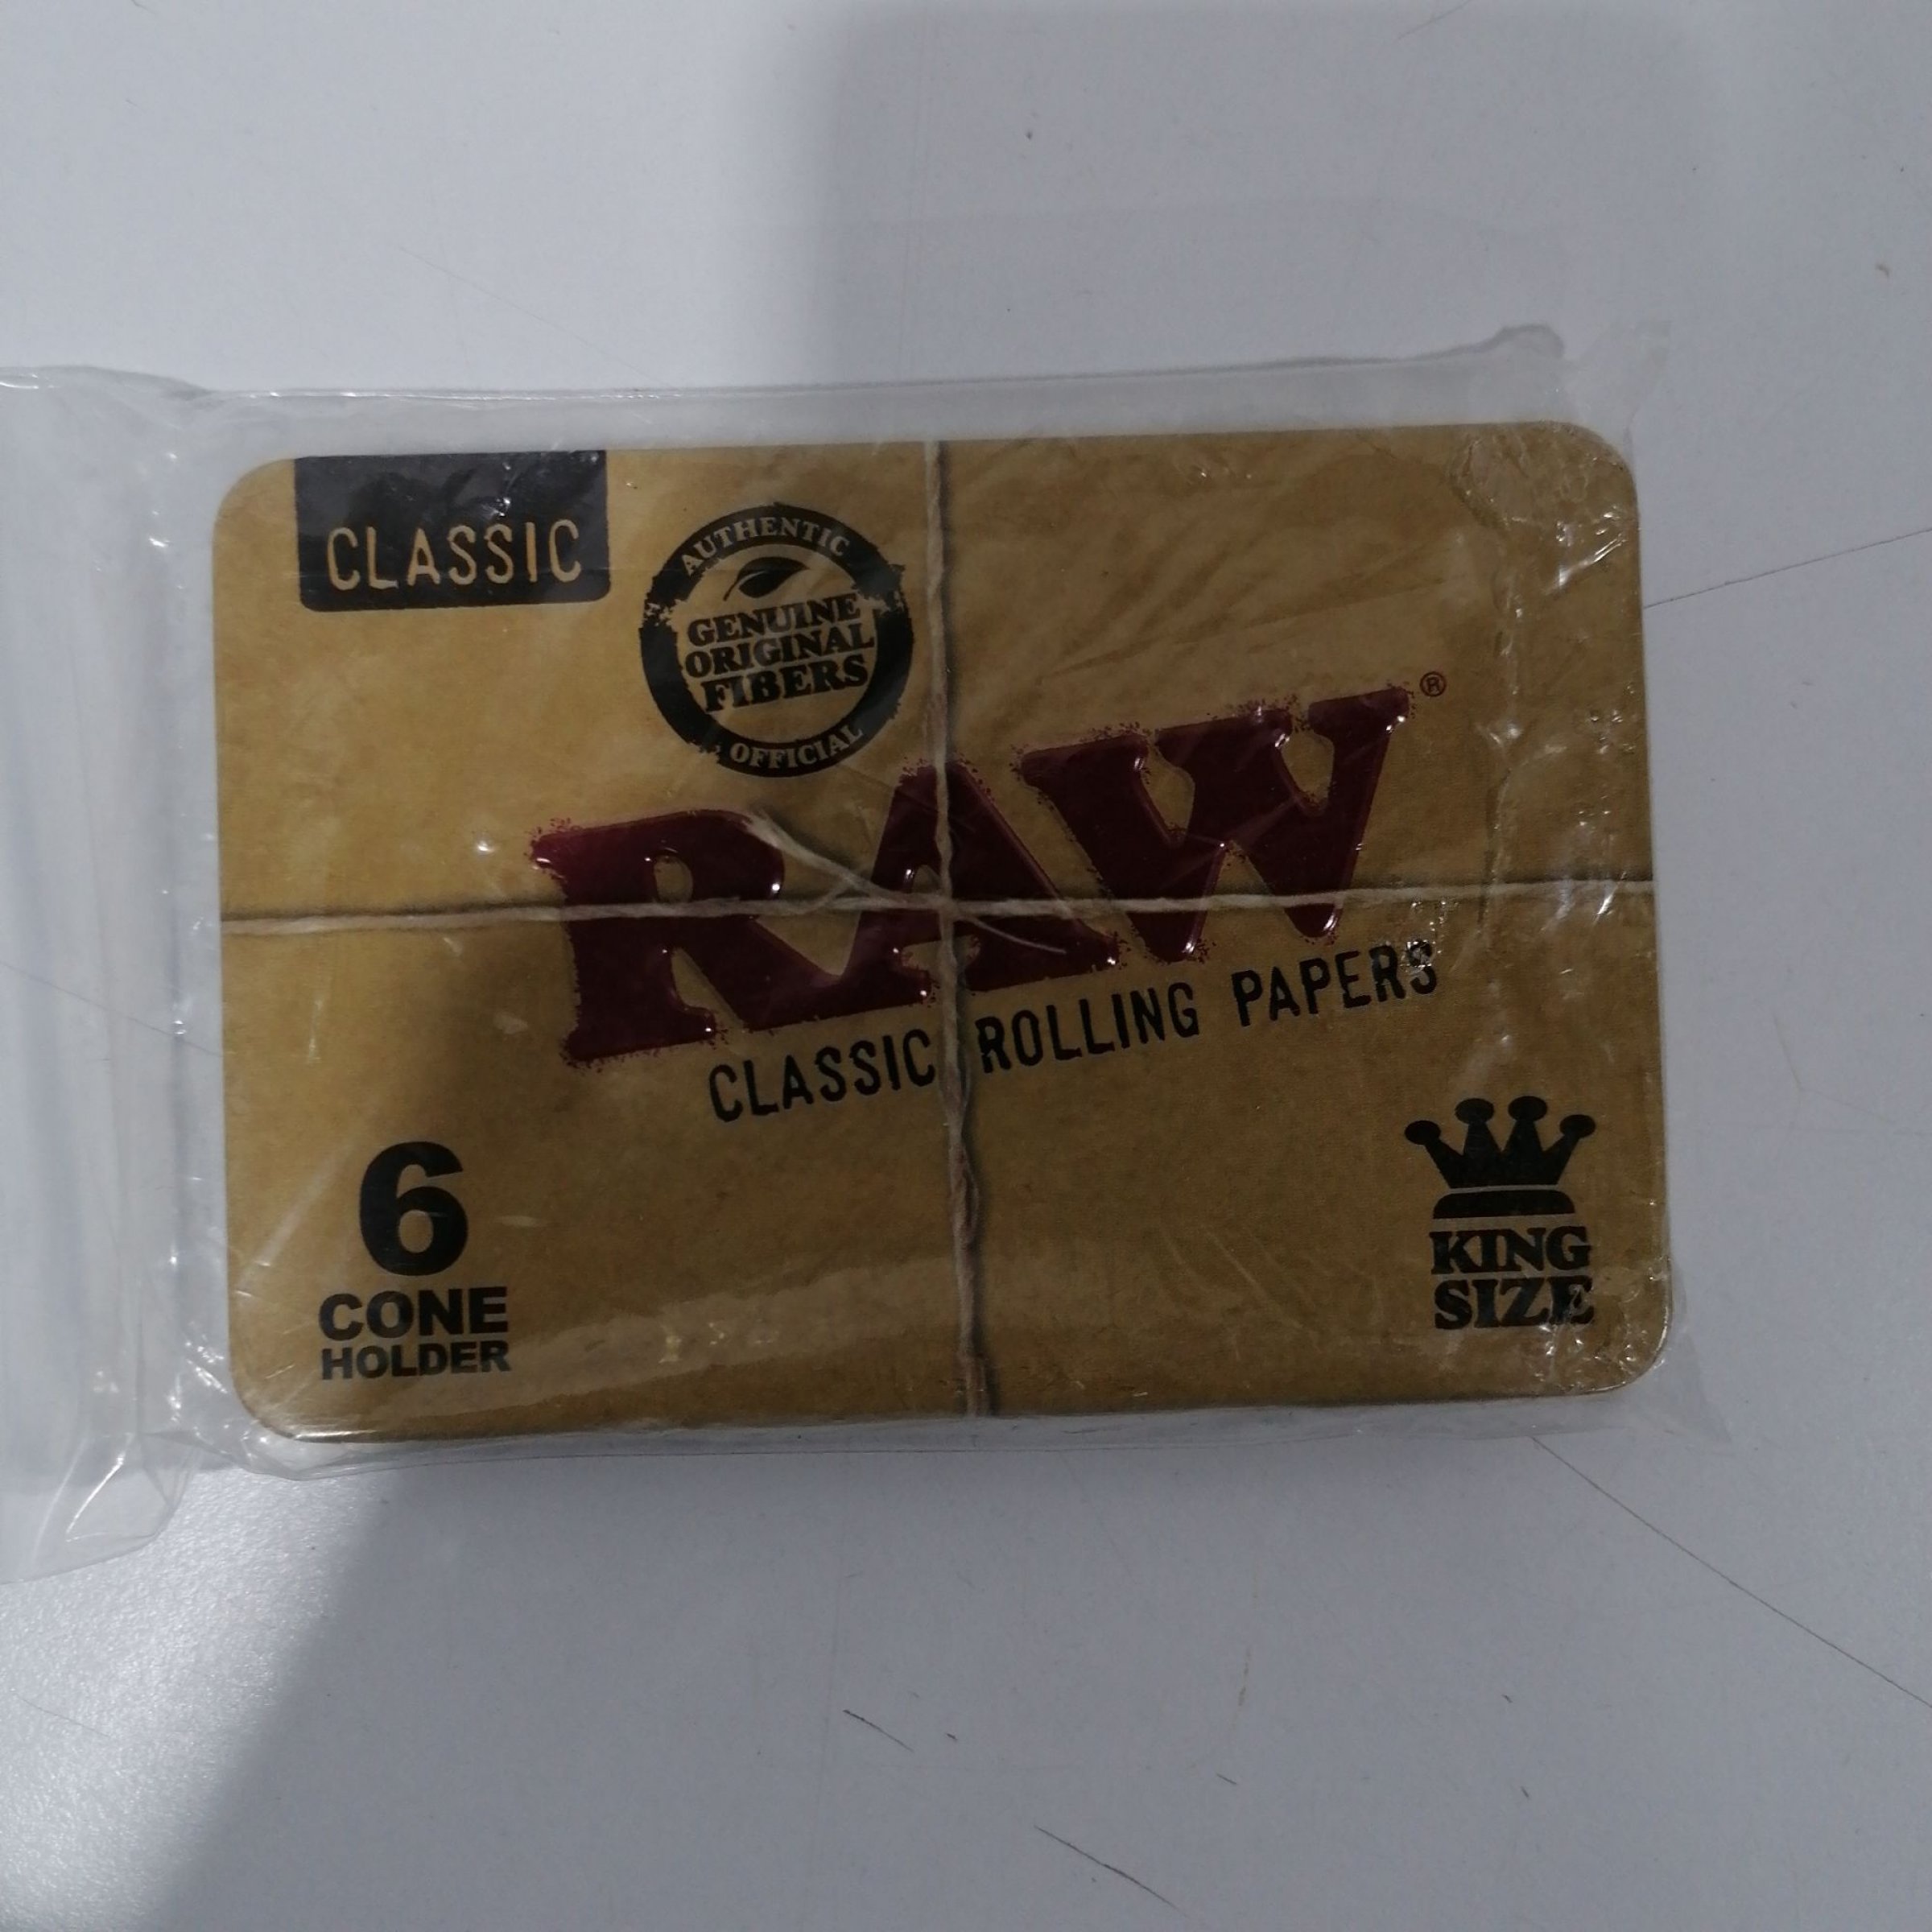 CLASSIC
AUTHENTIC
GENUINE
ORIGINAL
FIBERS
OFFICIAL
RAW®
CLASSIC ROLLING PAPERS
6
CONE
HOLDER
KING
SIZE